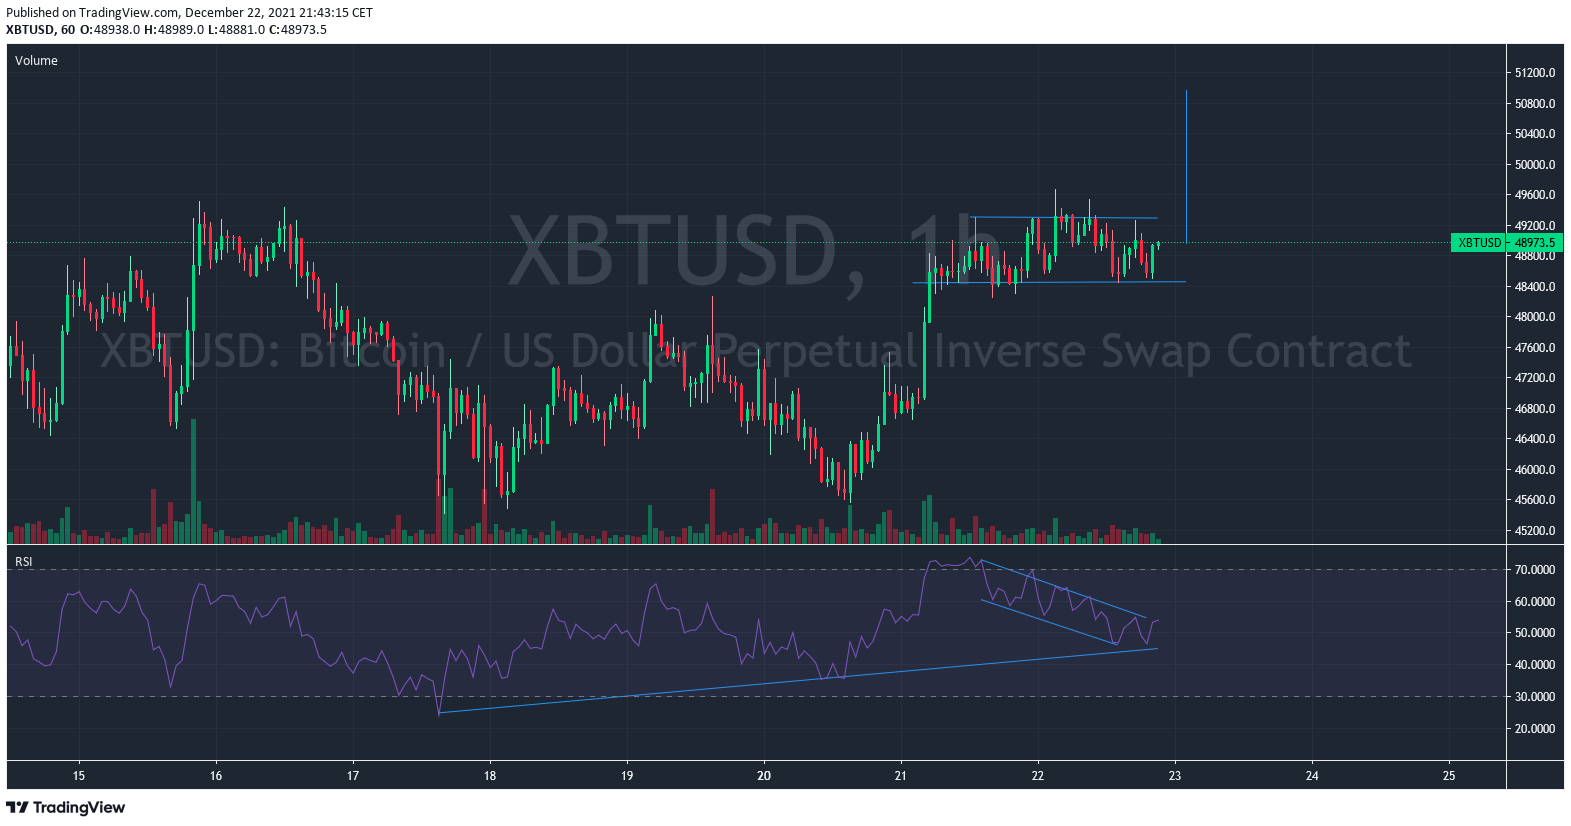 Published on TradingView.com, December 22, 2021 21:43:15 CET
XBTUSD, 60 O:48938.0 H:48989.0 L:48881.0 C:48973.5
Volume
51200.0
50800.0
50400.0
50000.0
49600.0
49200.0
XBTUSD, 1h
XBTUSD 48973.5
48800.0
48400.0
48000.0
XBTUSD: Bitcoin / US Dollar Perpetual Inverse Swap Contract
47600.0
47200.0
46800.0
46400.0
46000.0
45600.0
45200.0
RSI
70.0000
60.0000
50.0000
40.0000
30.0000
20.0000
15 16 17 18 19 20 21 22 23 24 25
TradingView